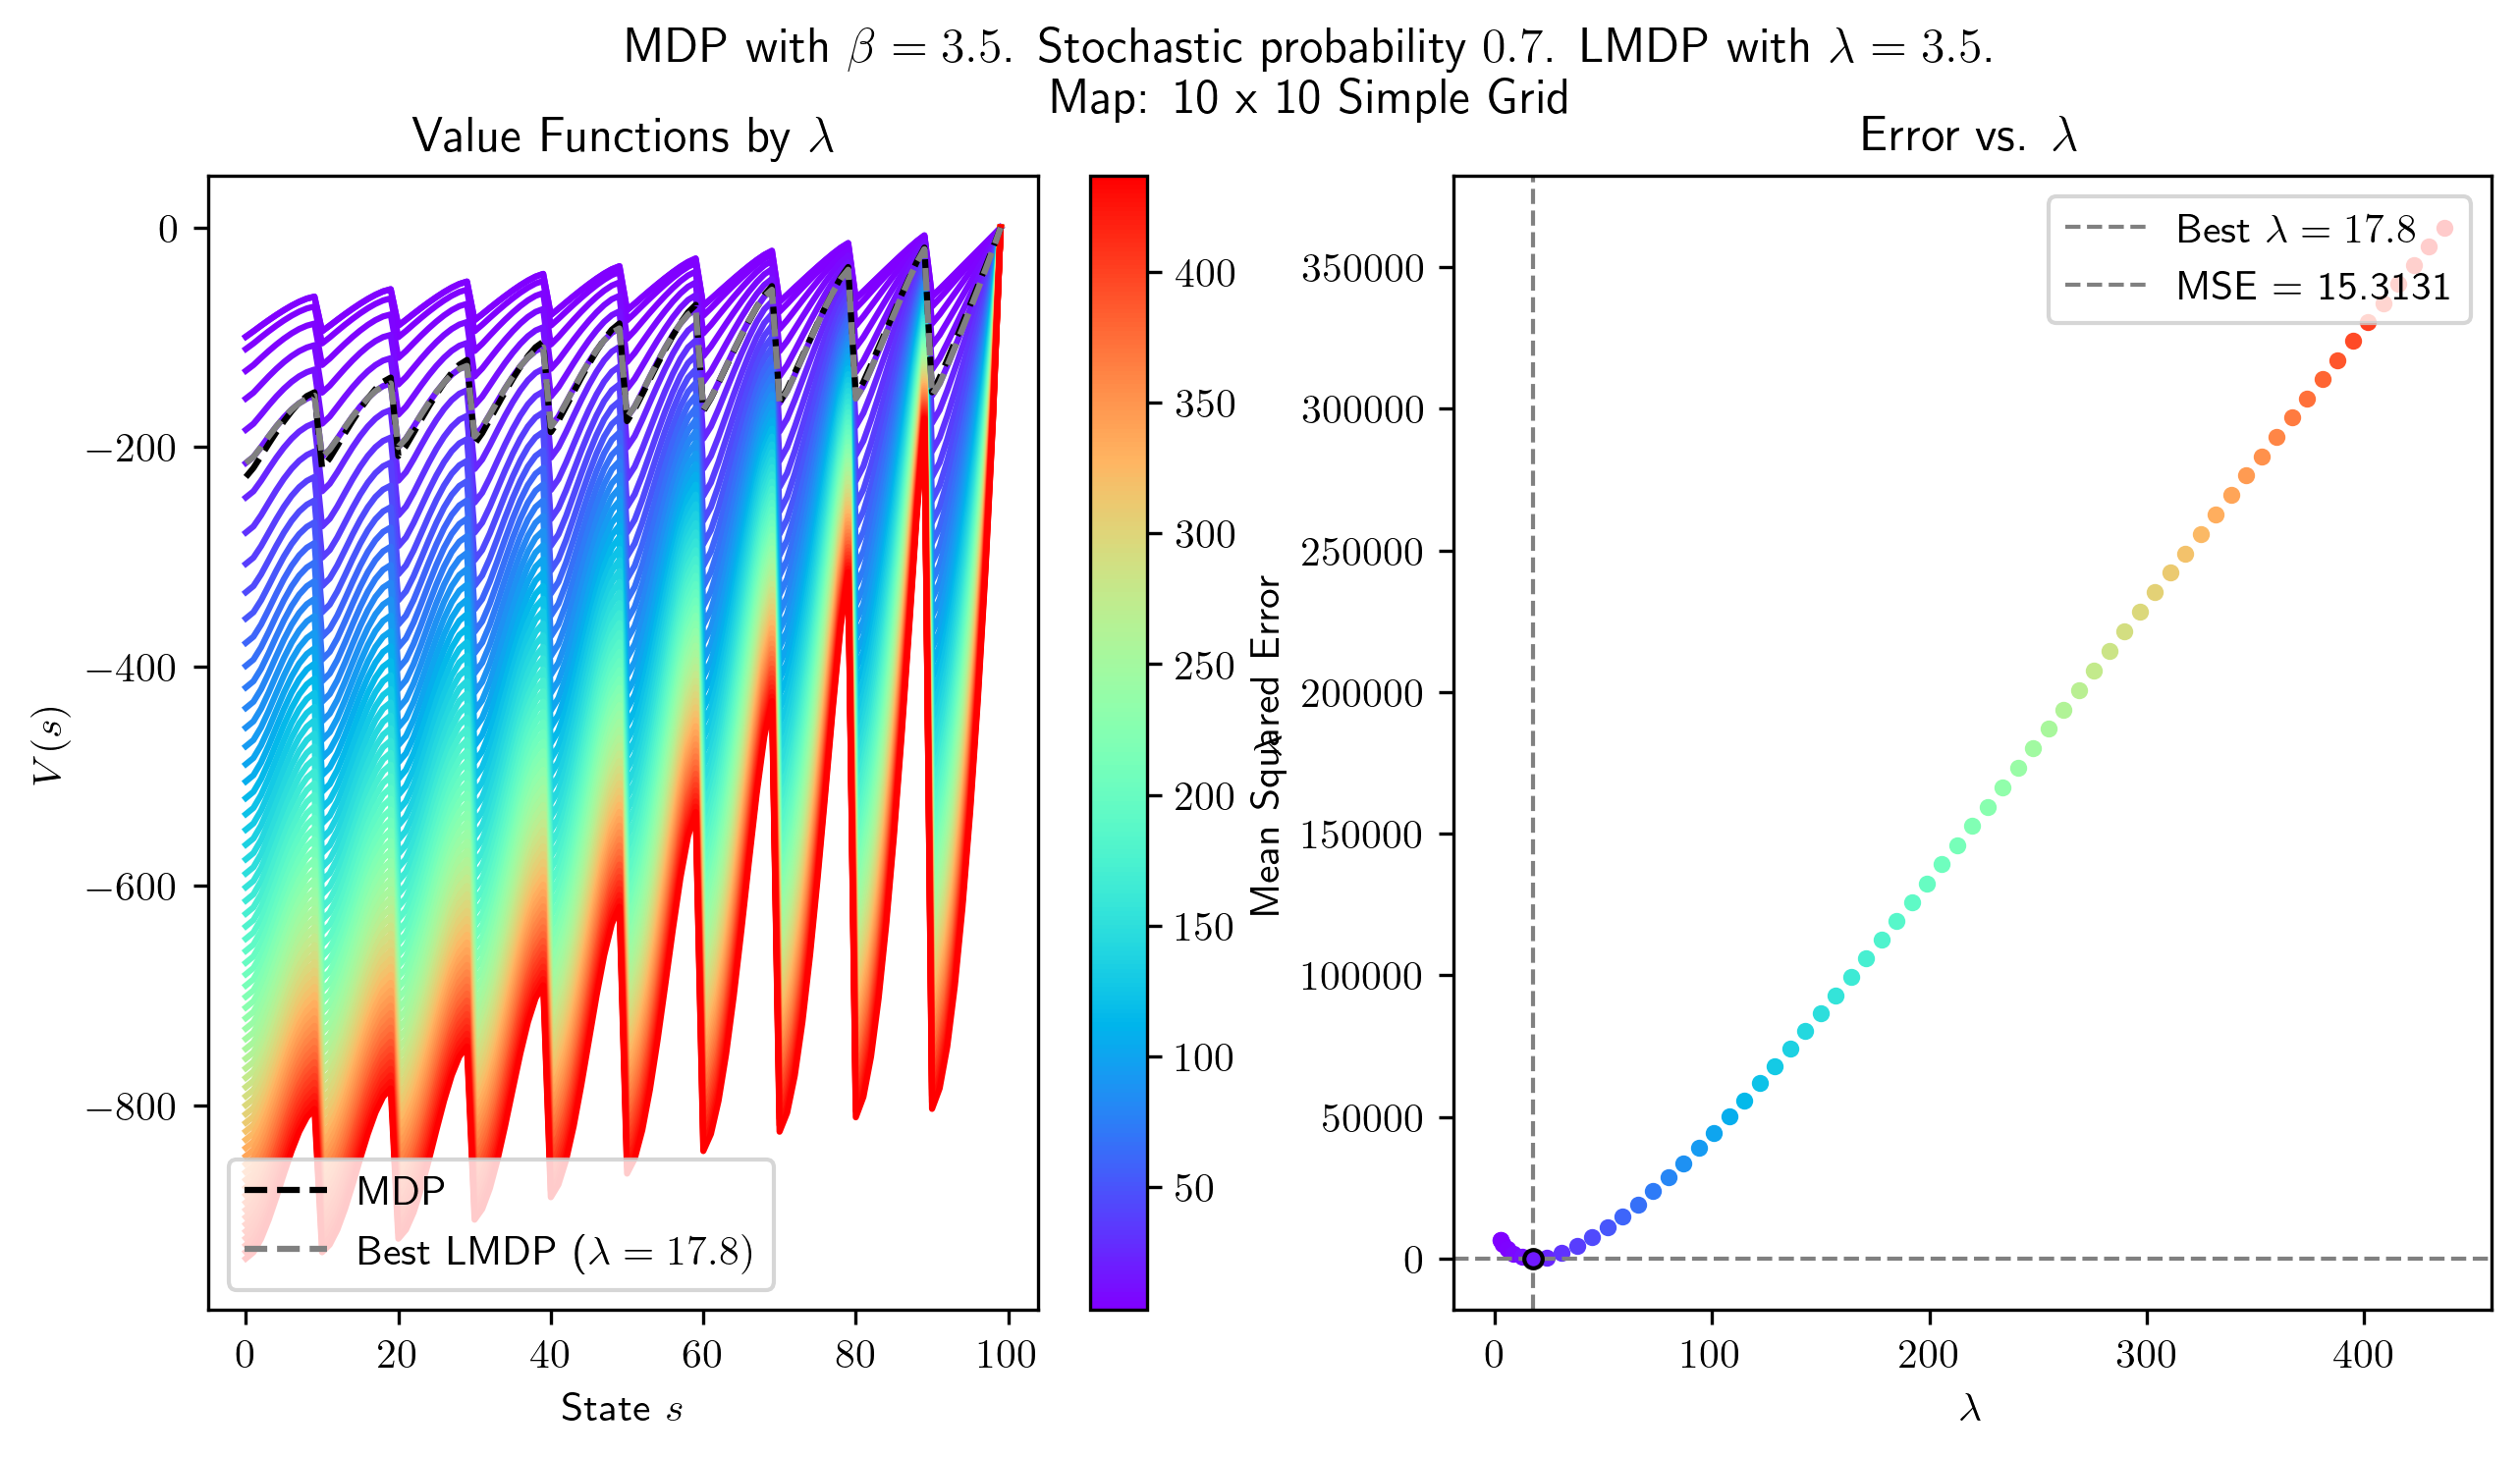 MDP with β = 3.5. Stochastic probability 0.7. LMDP with λ = 3.5.
Map: 10 x 10 Simple Grid
Value Functions by λ
V(s)
0
−200
−400
−600
−800
MDP
Best LMDP (λ = 17.8)
0 20 40 60 80 100
State s
400
350
300
250
200
150
100
50
λ
Error vs. λ
Mean Squared Error
350000
300000
250000
200000
150000
100000
50000
0
Best λ = 17.8
MSE = 15.3131
0 100 200 300 400
λ